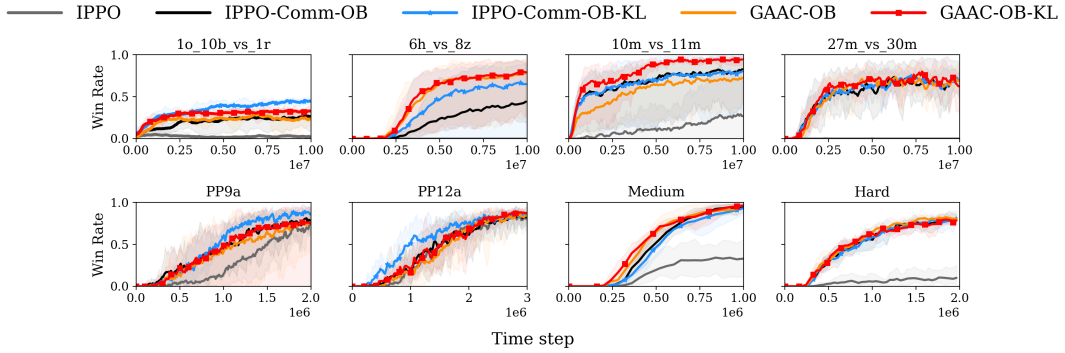 IPPO IPPO-Comm-OB IPPO-Comm-OB-KL GAAC-OB GAAC-OB-KL
1o_10b_vs_1r 6h_vs_8z 10m_vs_11m 27m_vs_30m
1.0
0.5
0.0
Win Rate
0.00 0.25 0.50 0.75 1.00 0.00 0.25 0.50 0.75 1.00 0.00 0.25 0.50 0.75 1.00 0.00 0.25 0.50 0.75 1.00
1e7 1e7 1e7 1e7
PP9a PP12a Medium Hard
1.0
0.5
0.0
Win Rate
0.0 0.5 1.0 1.5 2.0 0 1 2 3 0.00 0.25 0.50 0.75 1.00 0.0 0.5 1.0 1.5 2.0
1e6 1e6 1e6 1e6
Time step